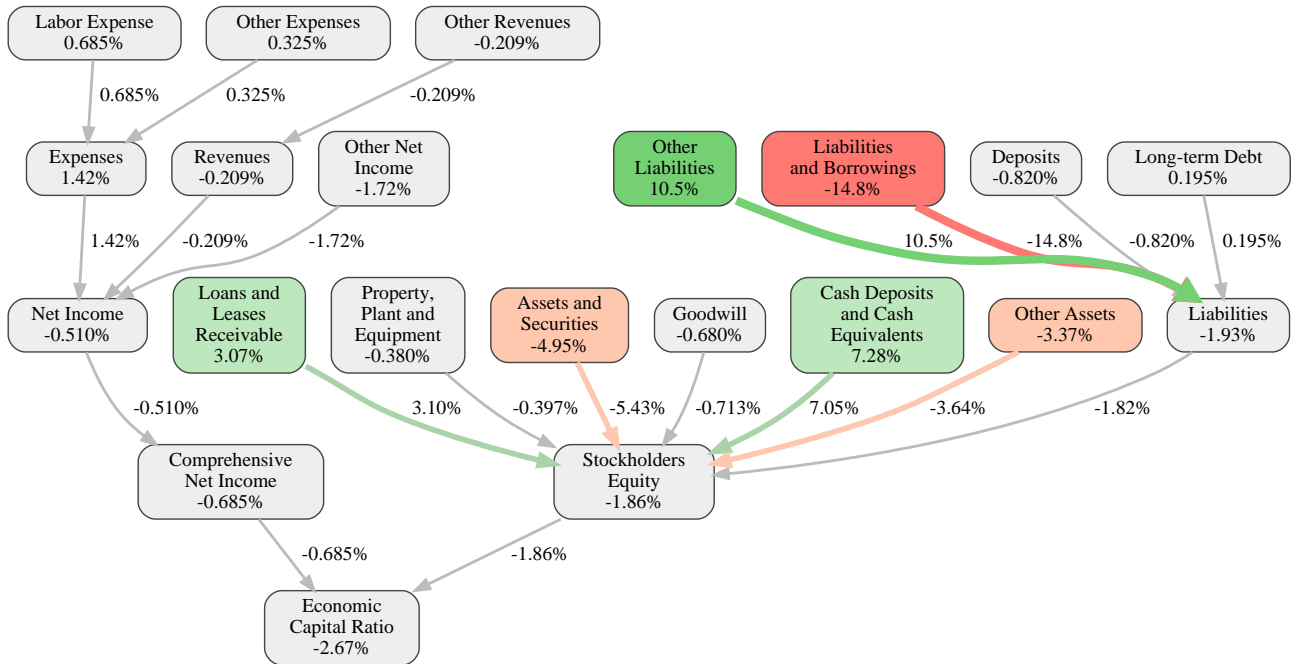 Labor Expense
0.685%
Other Expenses
0.325%
Other Revenues
-0.209%
0.685%
0.325%
-0.209%
Expenses
1.42%
Revenues
-0.209%
Other Net
Income
-1.72%
Other
Liabilities
10.5%
Liabilities
and Borrowings
-14.8%
Deposits
-0.820%
Long-term Debt
0.195%
1.42%
-0.209%
-1.72%
10.5%
-14.8%
-0.820%
0.195%
Net Income
-0.510%
Loans and
Leases
Receivable
3.07%
Property,
Plant and
Equipment
-0.380%
Assets and
Securities
-4.95%
Goodwill
-0.680%
Cash Deposits
and Cash
Equivalents
7.28%
Other Assets
-3.37%
Liabilities
-1.93%
-0.510%
3.10%
-0.397%
-5.43%
-0.713%
7.05%
-3.64%
-1.82%
Comprehensive
Net Income
-0.685%
Stockholders
Equity
-1.86%
-0.685%
-1.86%
Economic
Capital Ratio
-2.67%